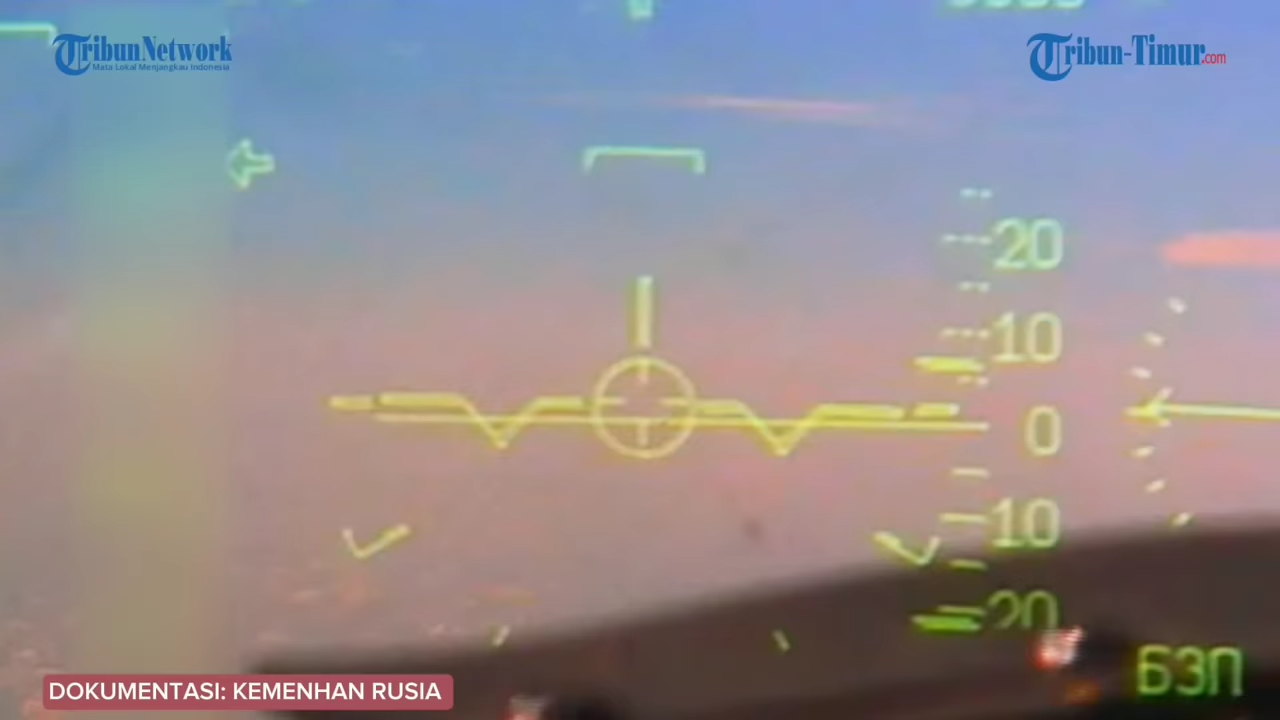 TribunNetwork
Mata Lokal Menjangkau Indonesia
Tribun-Timur.com
20
10
0
10
20
БЗП
DOKUMENTASI: KEMENHAN RUSIA